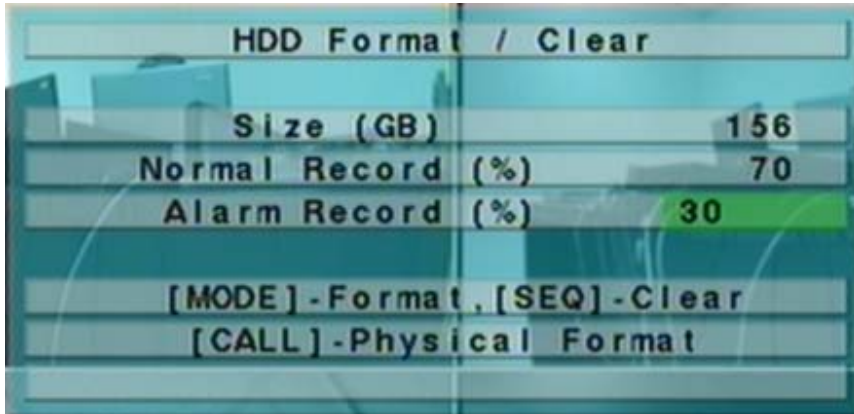 HDD Format / Clear
Size (GB) 156
Normal Record (%) 70
Alarm Record (%) 30
[MODE]-Format,[SEQ]-Clear
[CALL]-Physical Format